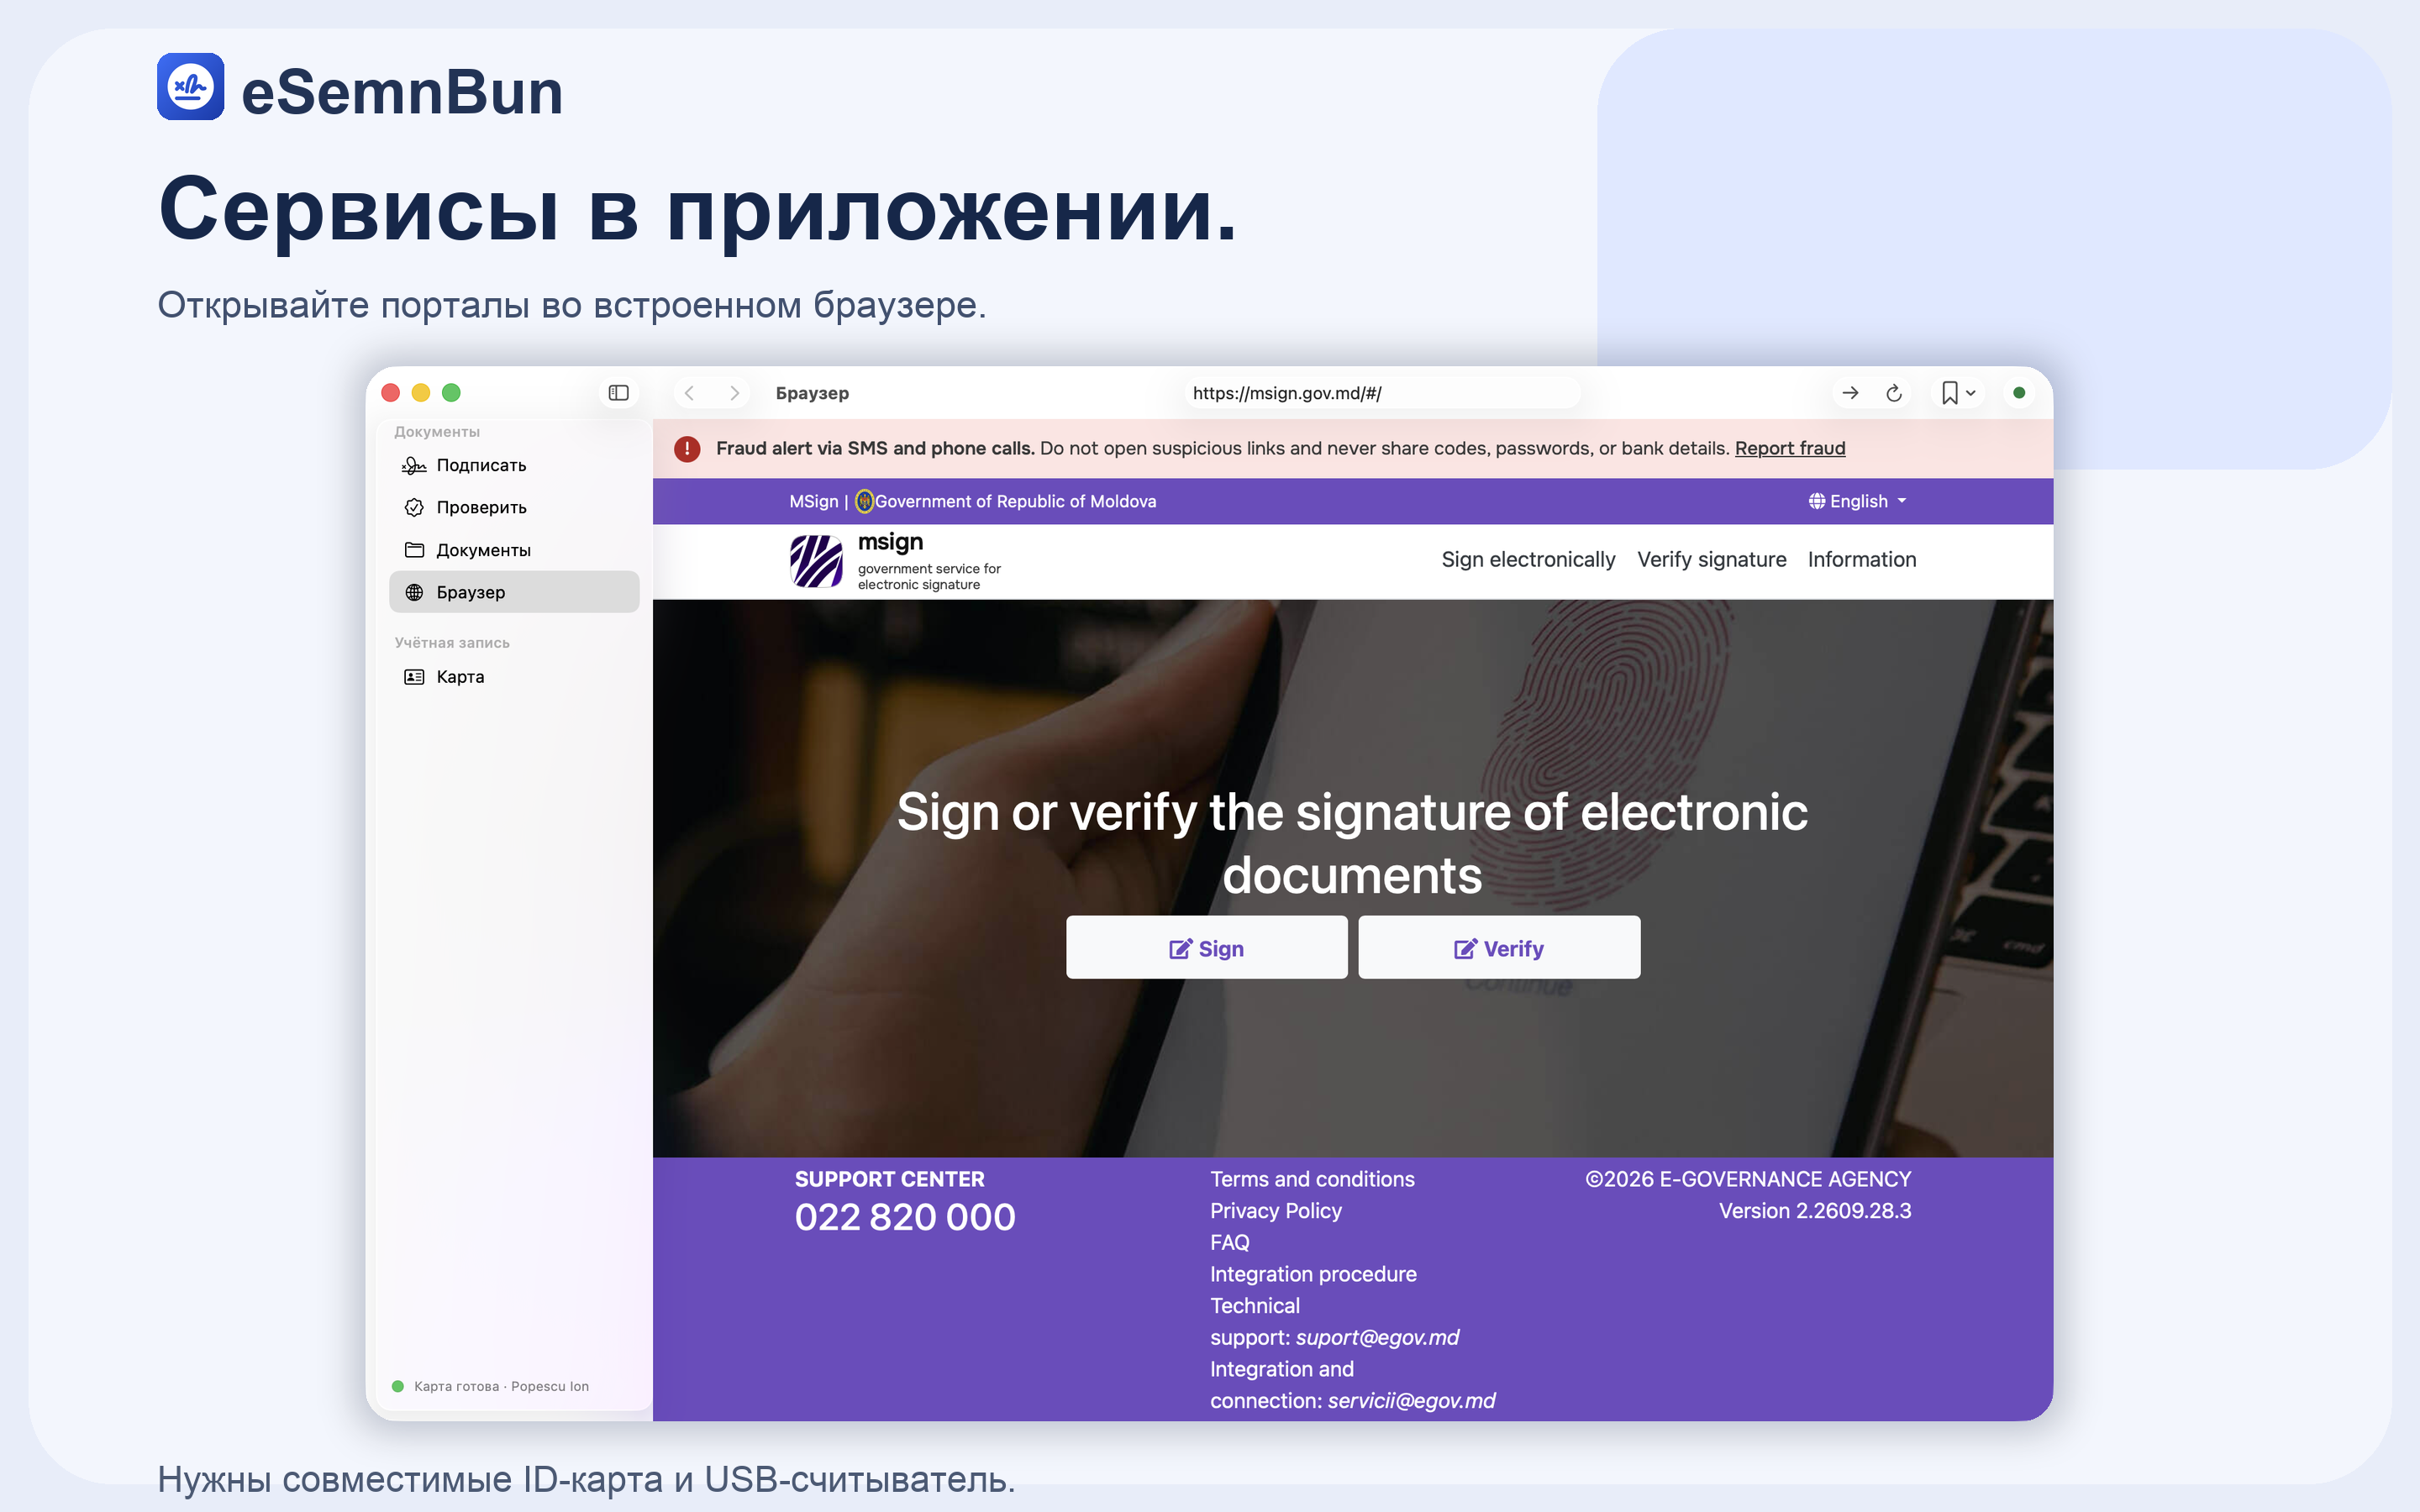 eSemnBun
Сервисы в приложении.
Открывайте порталы во встроенном браузере.
Браузер
https://msign.gov.md/#/
Документы
Подписать
Проверить
Документы
Браузер
Учётная запись
Карта
Карта готова · Popescu Ion
Fraud alert via SMS and phone calls. Do not open suspicious links and never share codes, passwords, or bank details. Report fraud
MSign | Government of Republic of Moldova
English
msign
government service for
electronic signature
Sign electronically Verify signature Information
Sign or verify the signature of electronic
documents
Sign
Verify
Continue
cmd
SUPPORT CENTER
022 820 000
Terms and conditions
Privacy Policy
FAQ
Integration procedure
Technical
support: suport@egov.md
Integration and
connection: servicii@egov.md
©2026 E-GOVERNANCE AGENCY
Version 2.2609.28.3
Нужны совместимые ID-карта и USB-считыватель.